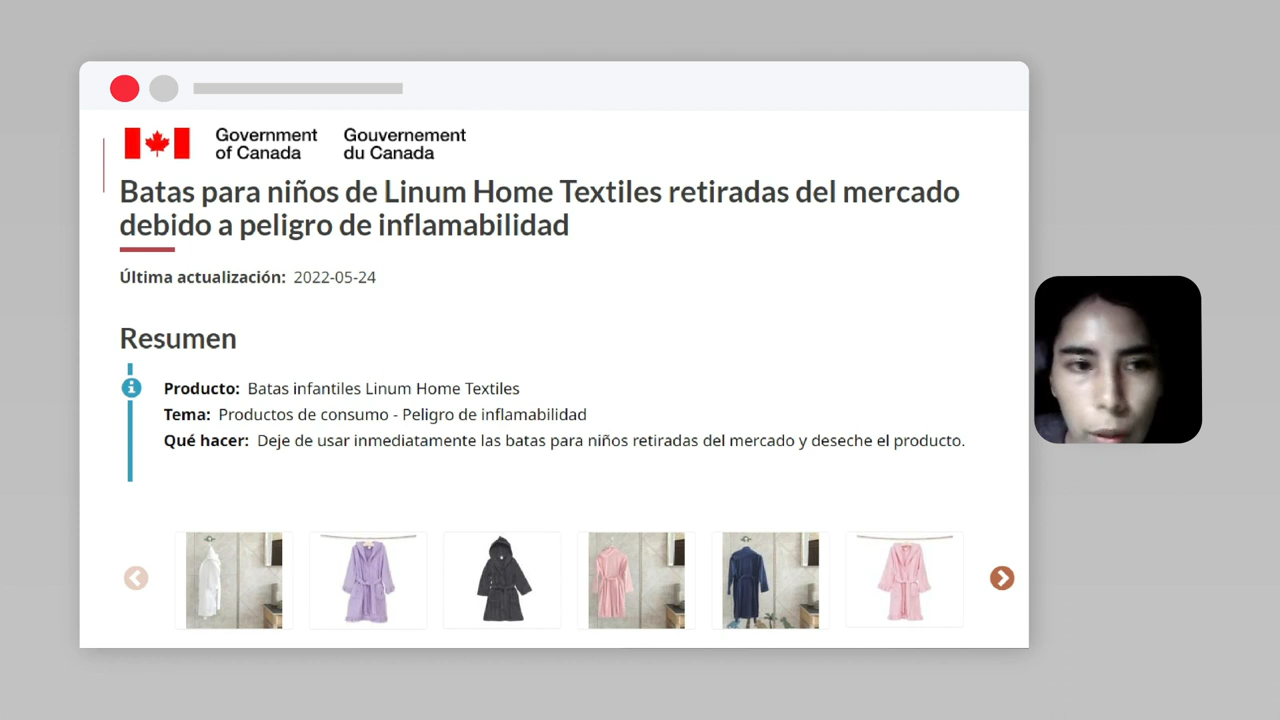 Government
of Canada
Gouvernement
du Canada
Batas para niños de Linum Home Textiles retiradas del mercado
debido a peligro de inflamabilidad
Última actualización: 2022-05-24
Resumen
Producto: Batas infantiles Linum Home Textiles
Tema: Productos de consumo - Peligro de inflamabilidad
Qué hacer: Deje de usar inmediatamente las batas para niños retiradas del mercado y deseche el producto.